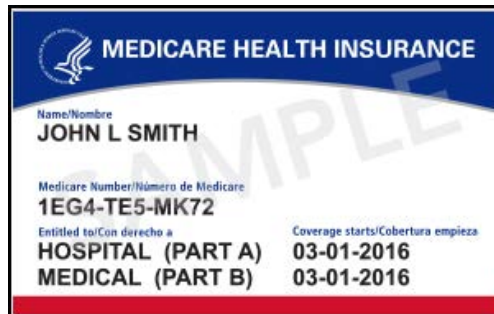 MEDICARE HEALTH INSURANCE
Name/Nombre
JOHN L SMITH
Medicare Number/Número de Medicare
1EG4-TE5-MK72
Entitled to/Con derecho a Coverage starts/Cobertura empieza
HOSPITAL (PART A) 03-01-2016
MEDICAL (PART B) 03-01-2016
SAMPLE